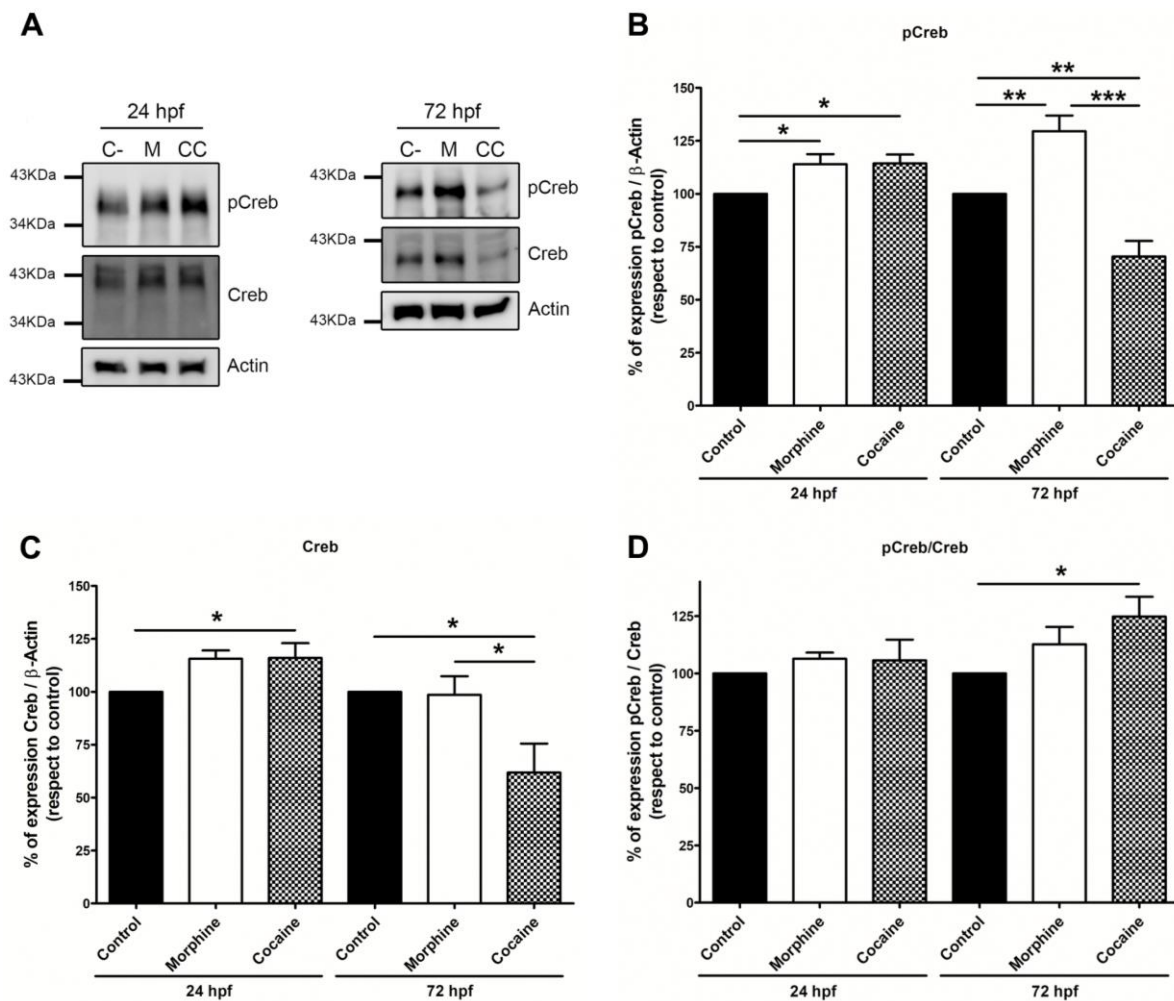 A
24 hpf
C- M CC
43KDa
pCreb
34KDa
43KDa
Creb
34KDa
Actin
43KDa
72 hpf
C- M CC
43KDa
pCreb
Creb
43KDa
Actin
43KDa
B
pCreb
% of expression pCreb / β-Actin
(respect to control)
150
125
100
75
50
25
0
*
*
**
**
***
Control
Morphine
Cocaine
Control
Morphine
Cocaine
24 hpf
72 hpf
C
Creb
% of expression Creb / β-Actin
(respect to control)
150
125
100
75
50
25
0
*
*
*
Control
Morphine
Cocaine
Control
Morphine
Cocaine
24 hpf
72 hpf
D
pCreb/Creb
% of expression pCreb / Creb
(respect to control)
125
100
75
50
25
0
*
Control
Morphine
Cocaine
Control
Morphine
Cocaine
24 hpf
72 hpf